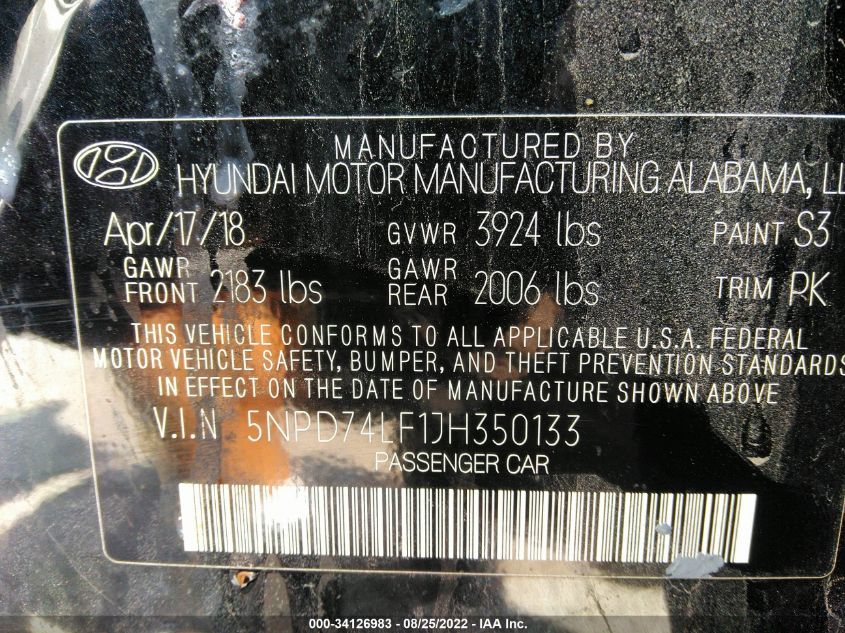 MANUFACTURED BY
HYUNDAI MOTOR MANUFACTURING ALABAMA, LL
Apr/17/18 GVWR 3924 lbs PAINT S3
GAWR FRONT 2183 lbs GAWR REAR 2006 lbs TRIM PK
THIS VEHICLE CONFORMS TO ALL APPLICABLE U.S.A. FEDERAL
MOTOR VEHICLE SAFETY, BUMPER, AND THEFT PREVENTION STANDARDS
IN EFFECT ON THE DATE OF MANUFACTURE SHOWN ABOVE
V.I.N 5NPD74LF1JH350133
PASSENGER CAR
000-34126983 - 08/25/2022 - IAA Inc.